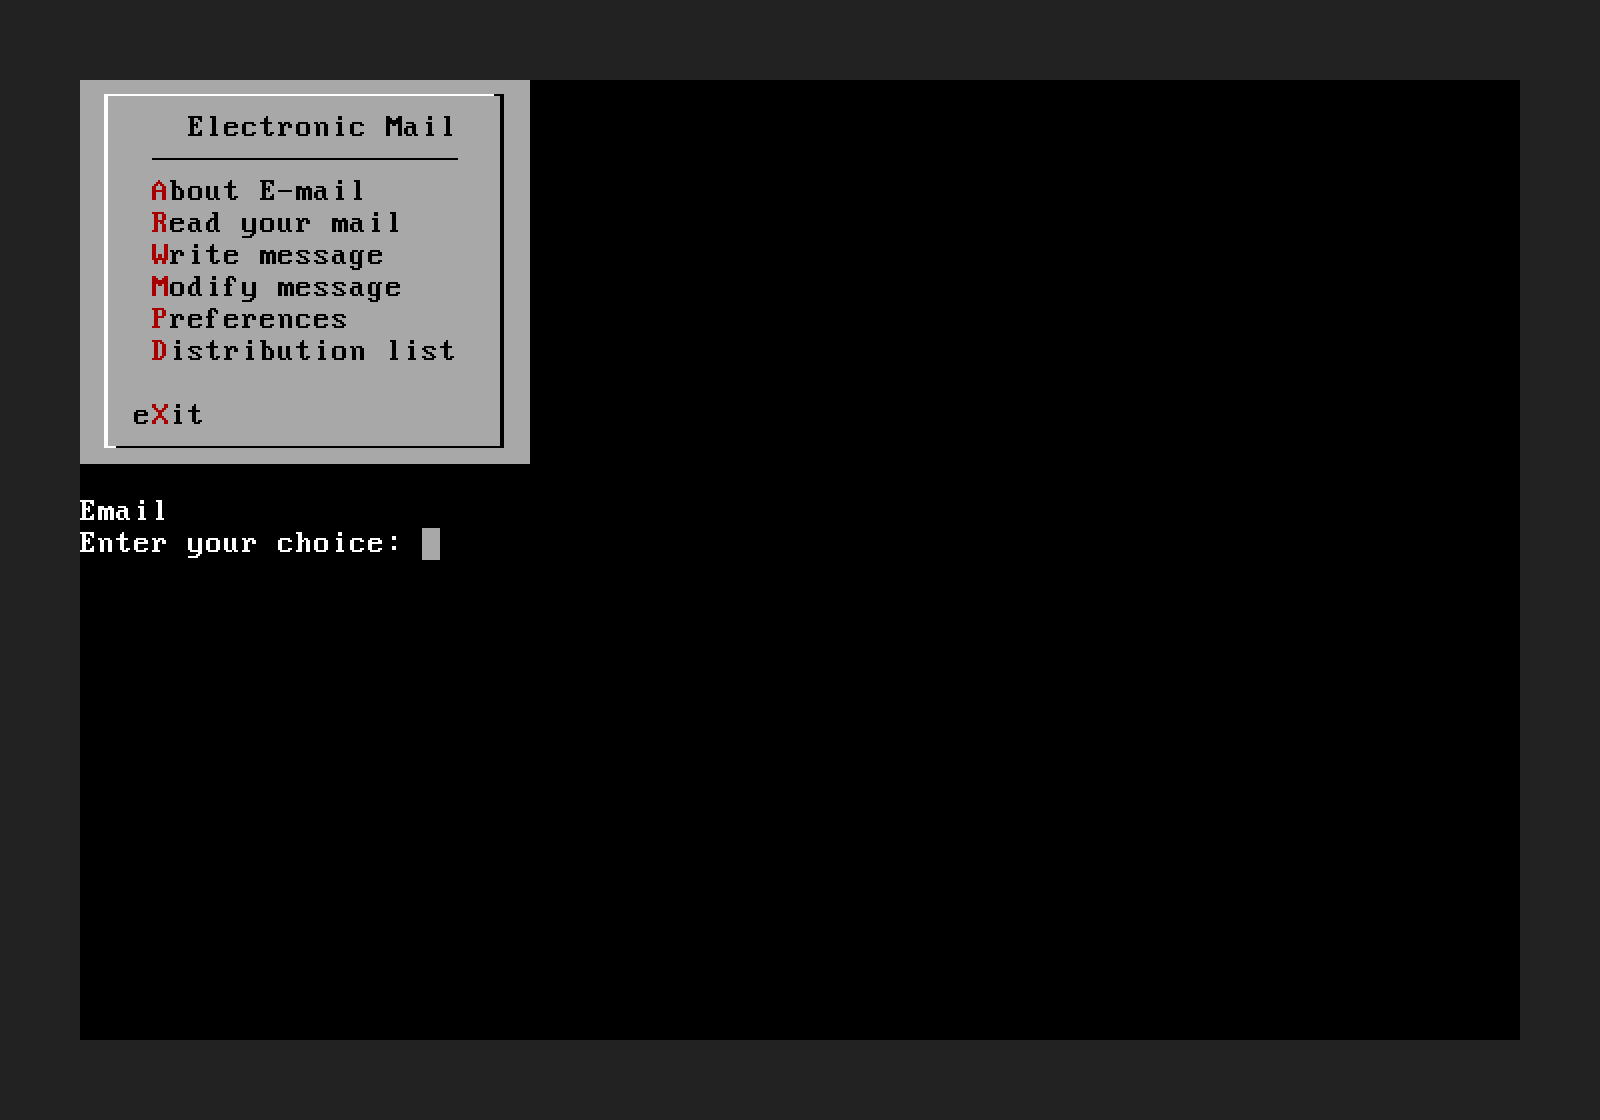 Electronic Mail
About E-mail
Read your mail
Write message
Modify message
Preferences
Distribution list
eXit
Email
Enter your choice: